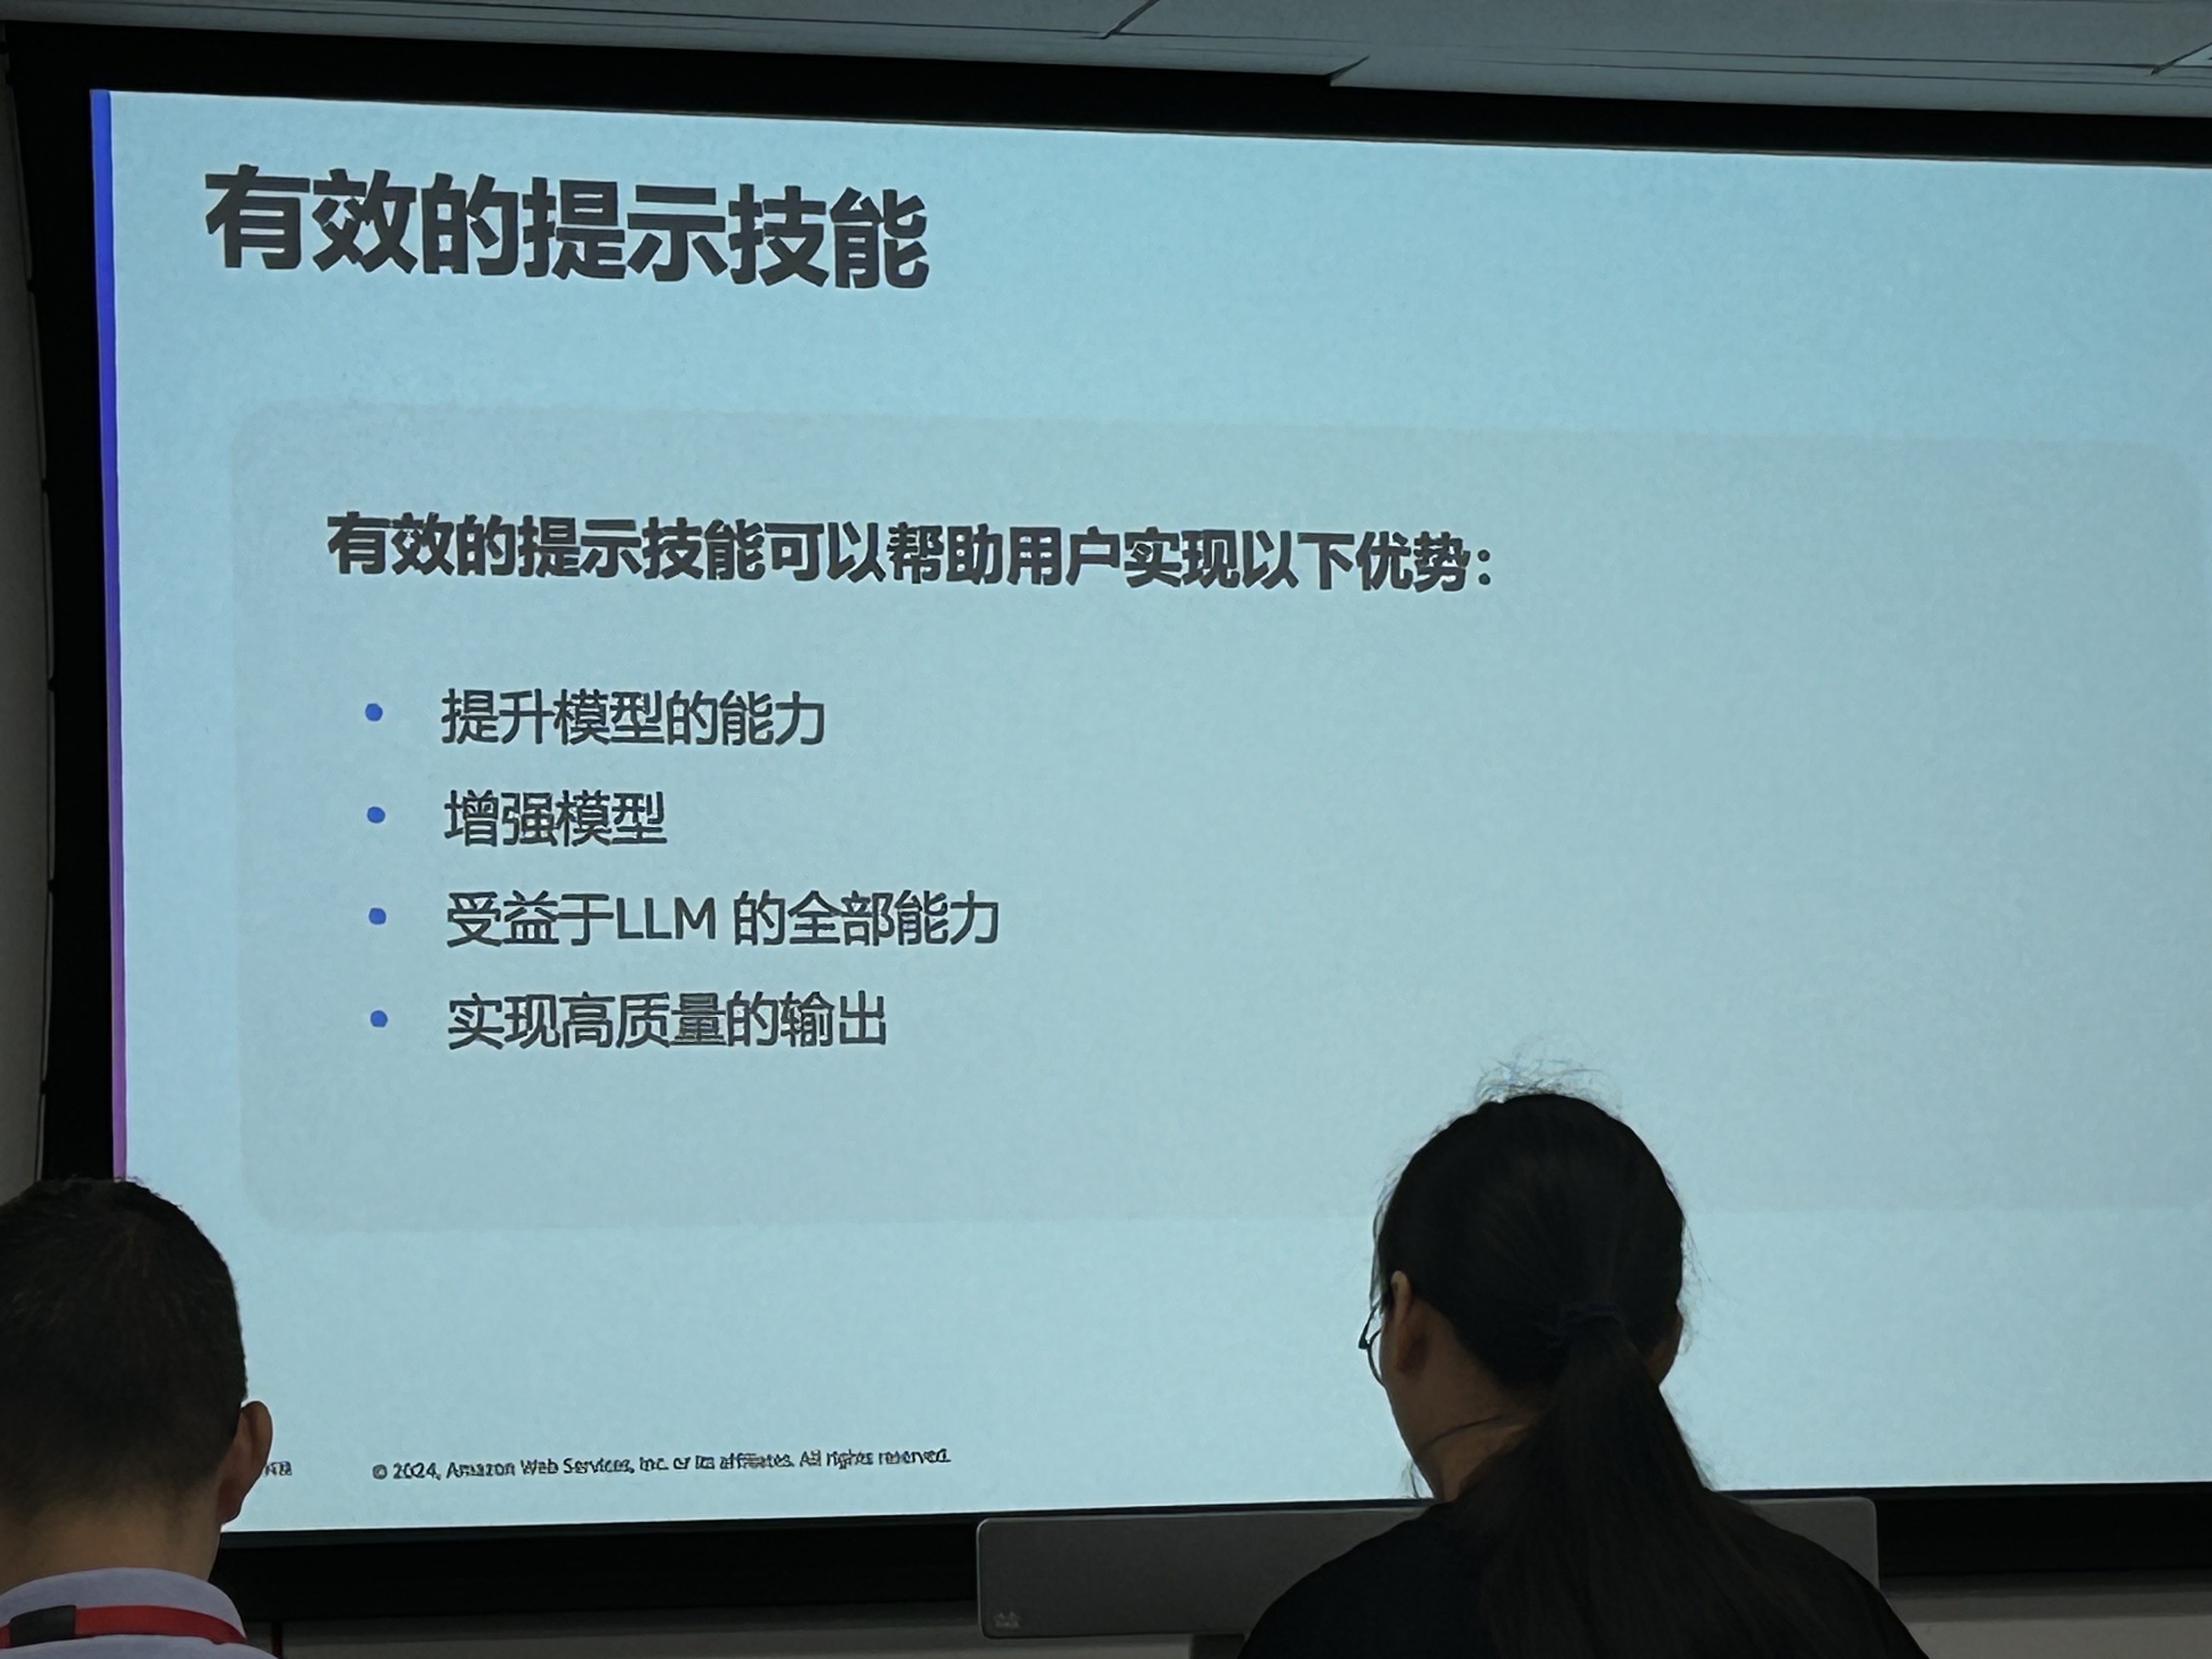 有效的提示技能
有效的提示技能可以帮助用户实现以下优势：
• 提升模型的能力
• 增强模型
• 受益于LLM 的全部能力
• 实现高质量的输出
© 2024, Amazon Web Services, Inc. or its affiliates. All rights reserved.